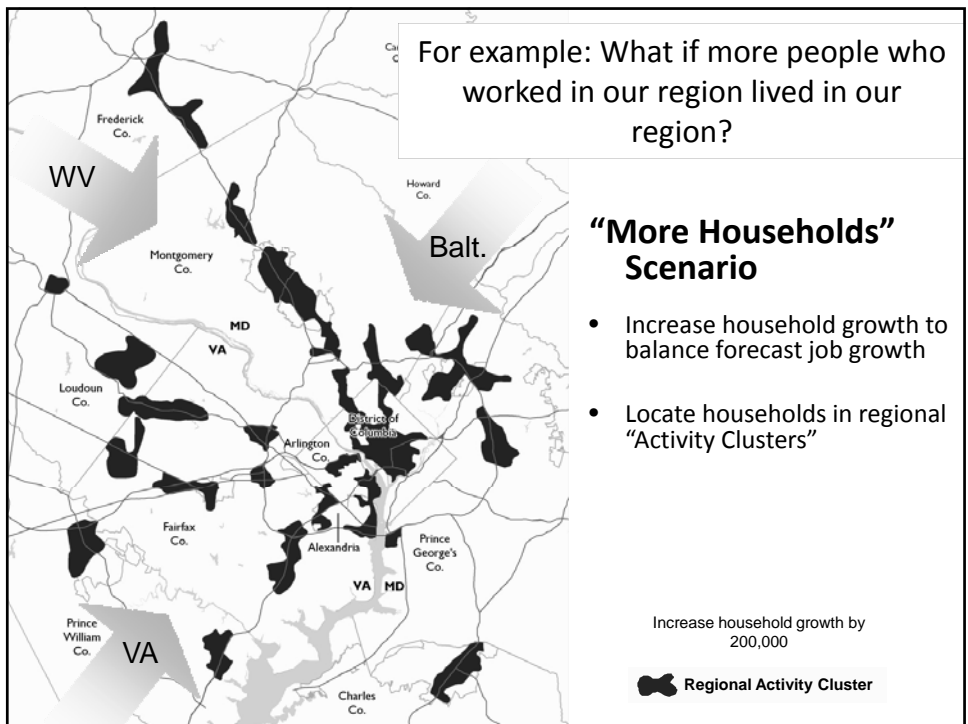 For example: What if more people who
worked in our region lived in our
region?
Ca
Frederick
Co.
WV
Howard
Co.
Balt.
Montgomery
Co.
MD
VA
Loudoun
Co.
District of
Columbia
Arlington
Co.
Fairfax
Co.
Alexandria
Prince
George's
Co.
VA MD
Prince
William
Co.
VA
Charles
Co.
“More Households”
Scenario
• Increase household growth to
balance forecast job growth
• Locate households in regional
“Activity Clusters”
Increase household growth by
200,000
Regional Activity Cluster